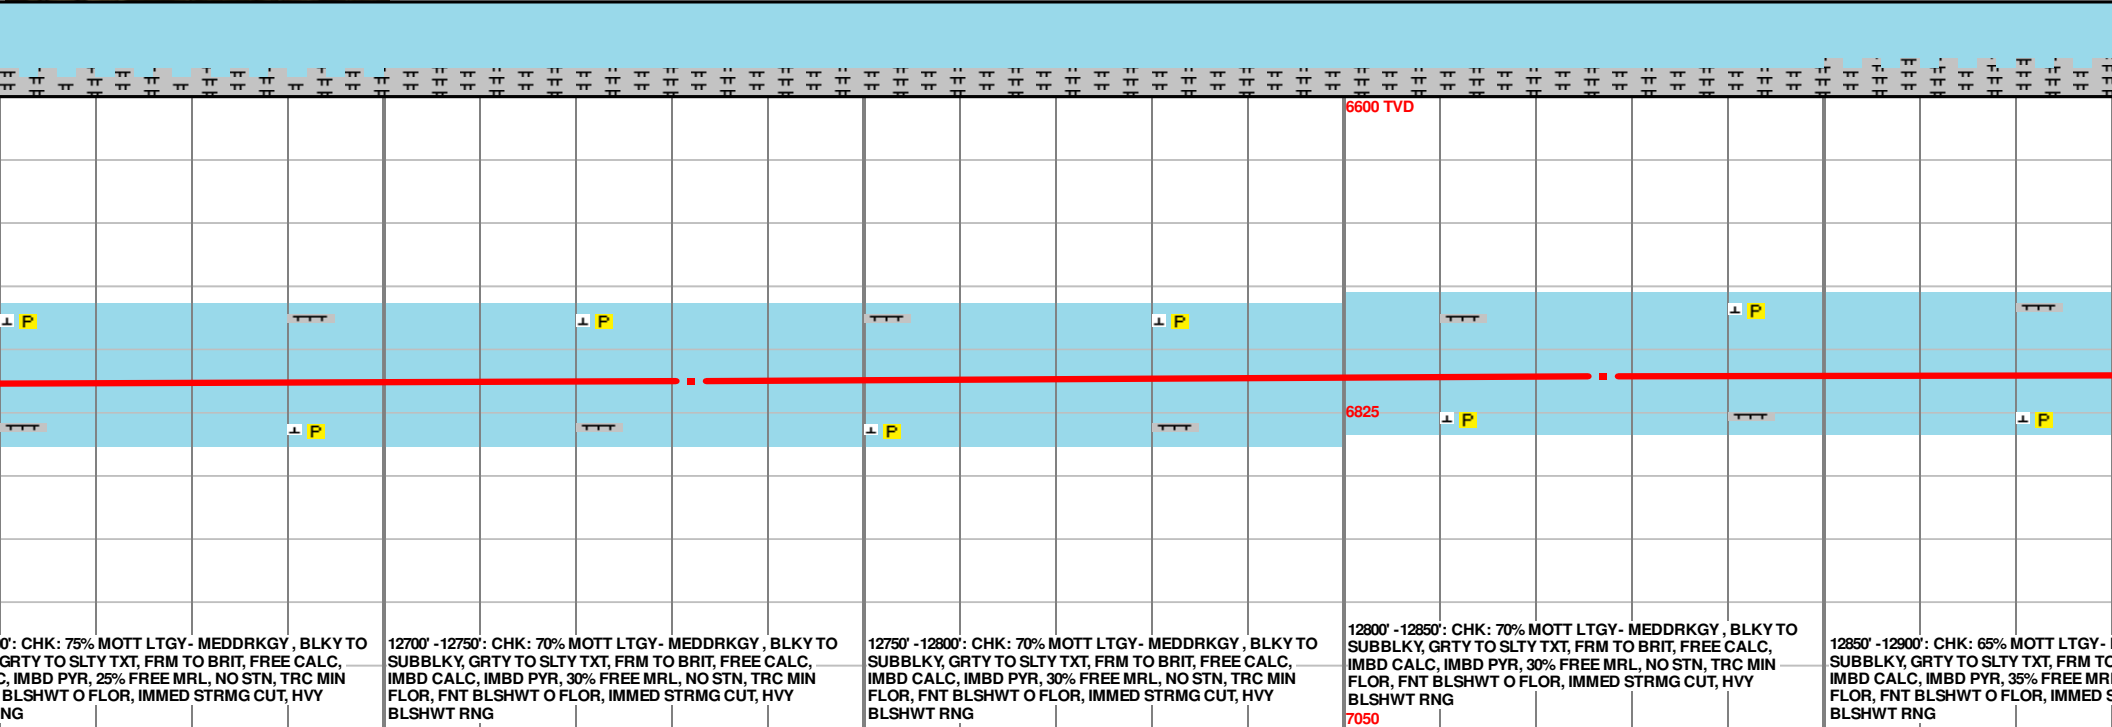 6600 TVD
P
P
P
P
P
6825
P
P
P
P
0': CHK: 75% MOTT LTGY- MEDDRKGY , BLKY TO
GRTY TO SLTY TXT, FRM TO BRIT, FREE CALC,
C, IMBD PYR, 25% FREE MRL, NO STN, TRC MIN
BLSHWT O FLOR, IMMED STRMG CUT, HVY
NG
12700' -12750': CHK: 70% MOTT LTGY- MEDDRKGY , BLKY TO
SUBBLKY, GRTY TO SLTY TXT, FRM TO BRIT, FREE CALC,
IMBD CALC, IMBD PYR, 30% FREE MRL, NO STN, TRC MIN
FLOR, FNT BLSHWT O FLOR, IMMED STRMG CUT, HVY
BLSHWT RNG
12750' -12800': CHK: 70% MOTT LTGY- MEDDRKGY , BLKY TO
SUBBLKY, GRTY TO SLTY TXT, FRM TO BRIT, FREE CALC,
IMBD CALC, IMBD PYR, 30% FREE MRL, NO STN, TRC MIN
FLOR, FNT BLSHWT O FLOR, IMMED STRMG CUT, HVY
BLSHWT RNG
12800' -12850': CHK: 70% MOTT LTGY- MEDDRKGY , BLKY TO
SUBBLKY, GRTY TO SLTY TXT, FRM TO BRIT, FREE CALC,
IMBD CALC, IMBD PYR, 30% FREE MRL, NO STN, TRC MIN
FLOR, FNT BLSHWT O FLOR, IMMED STRMG CUT, HVY
BLSHWT RNG
7050
12850' -12900': CHK: 65% MOTT LTGY-
SUBBLKY, GRTY TO SLTY TXT, FRM TO
IMBD CALC, IMBD PYR, 35% FREE MRL
FLOR, FNT BLSHWT O FLOR, IMMED S
BLSHWT RNG